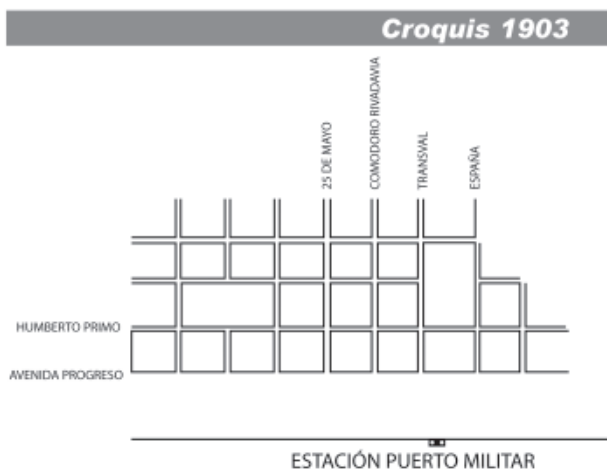 Croquis 1903
25 DE MAYO
COMODORO RIVADAVIA
TRANSVAL
ESPAÑA
HUMBERTO PRIMO
AVENIDA PROGRESO
ESTACIÓN PUERTO MILITAR